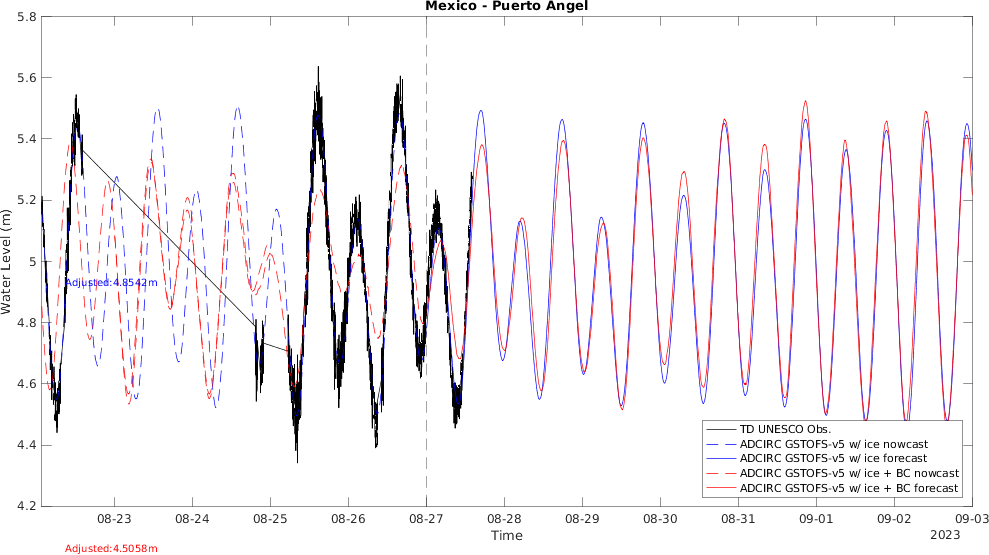 Mexico - Puerto Angel
5.8
5.6
5.4
5.2
5
4.8
4.6
4.4
4.2
Water Level (m)
Adjusted:4.8542m
TD UNESCO Obs.
ADCIRC GSTOFS-v5 w/ ice nowcast
ADCIRC GSTOFS-v5 w/ ice forecast
ADCIRC GSTOFS-v5 w/ ice + BC nowcast
ADCIRC GSTOFS-v5 w/ ice + BC forecast
08-23 08-24 08-25 08-26 08-27 08-28 08-29 08-30 08-31 09-01 09-02 09-03
Time
2023
Adjusted:4.5058m